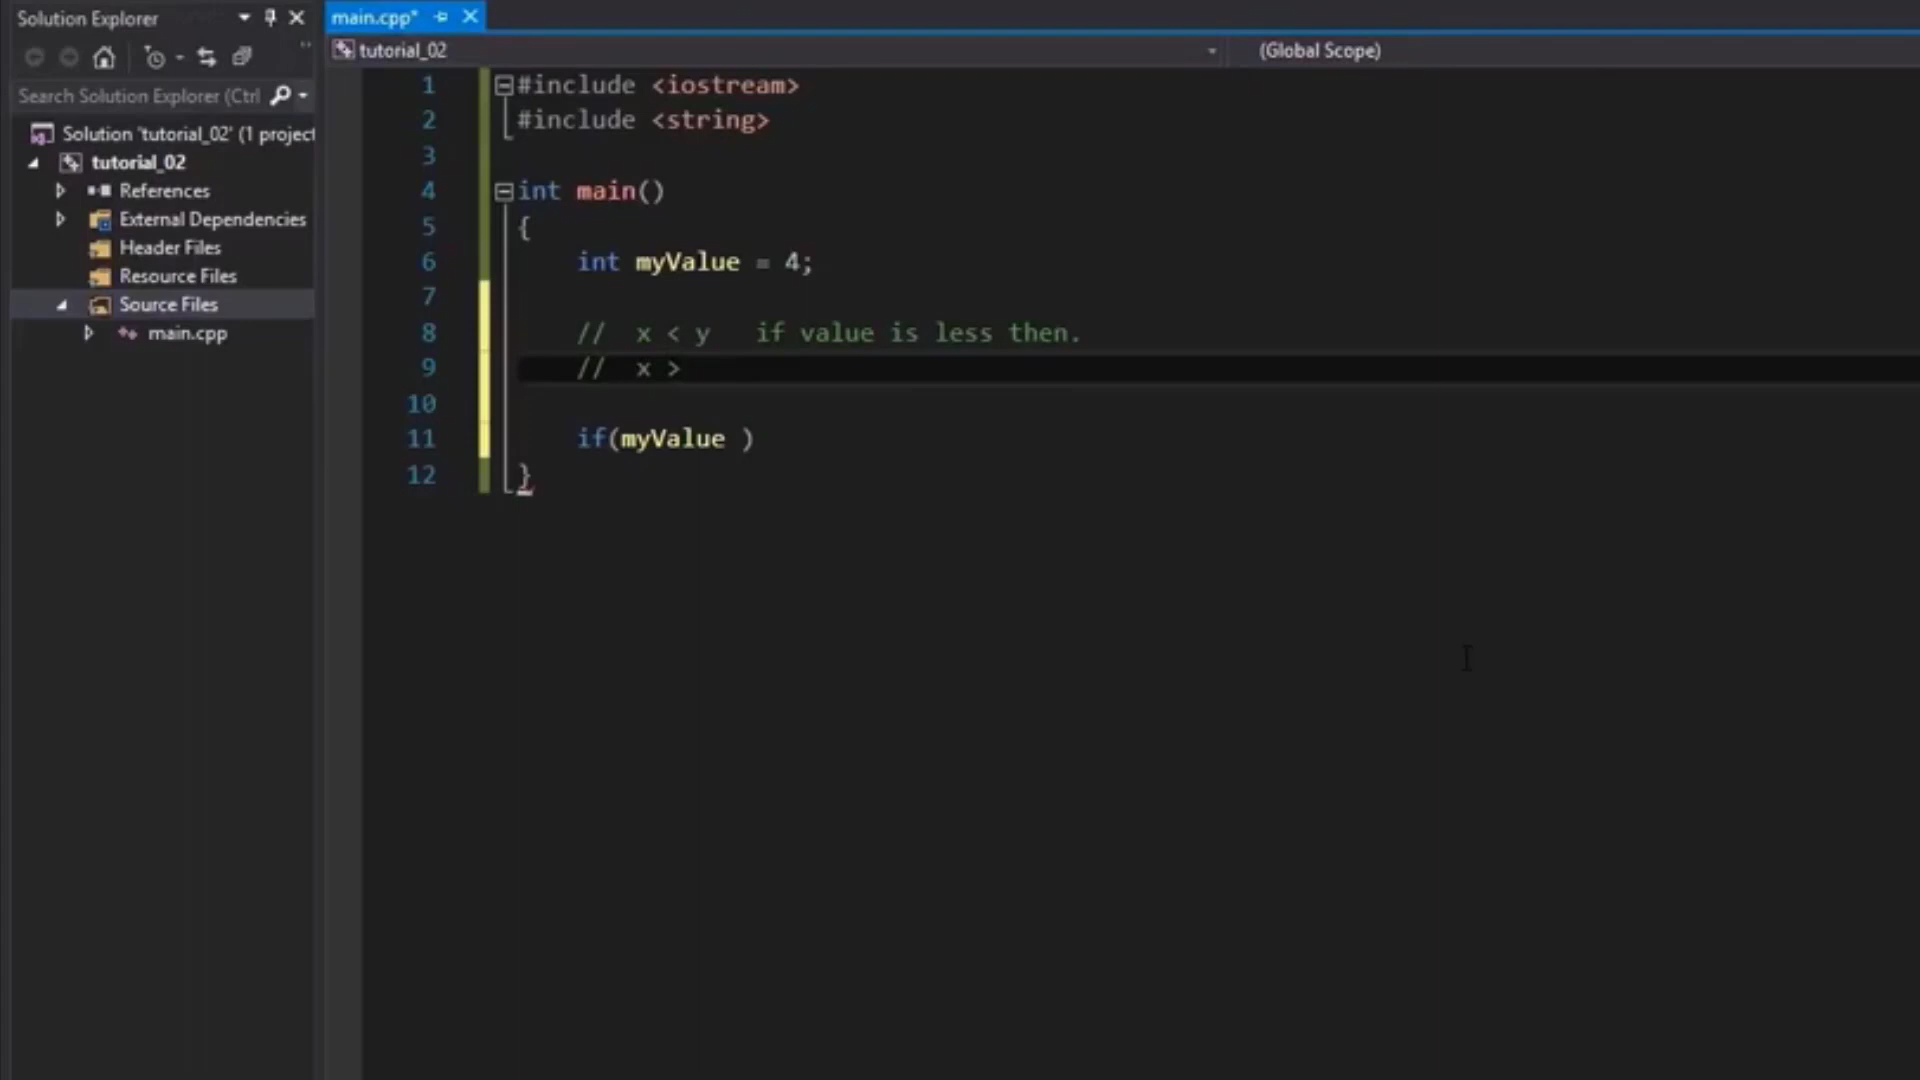 Solution Explorer
main.cpp*
tutorial_02
(Global Scope)
Search Solution Explorer (Ctrl
Solution 'tutorial_02' (1 project
tutorial_02
References
External Dependencies
Header Files
Resource Files
Source Files
main.cpp
1 #include <iostream>
2 #include <string>
3
4 int main()
5 {
6 int myValue = 4;
7
8 // x < y if value is less then.
9 // x >
10
11 if(myValue )
12 }